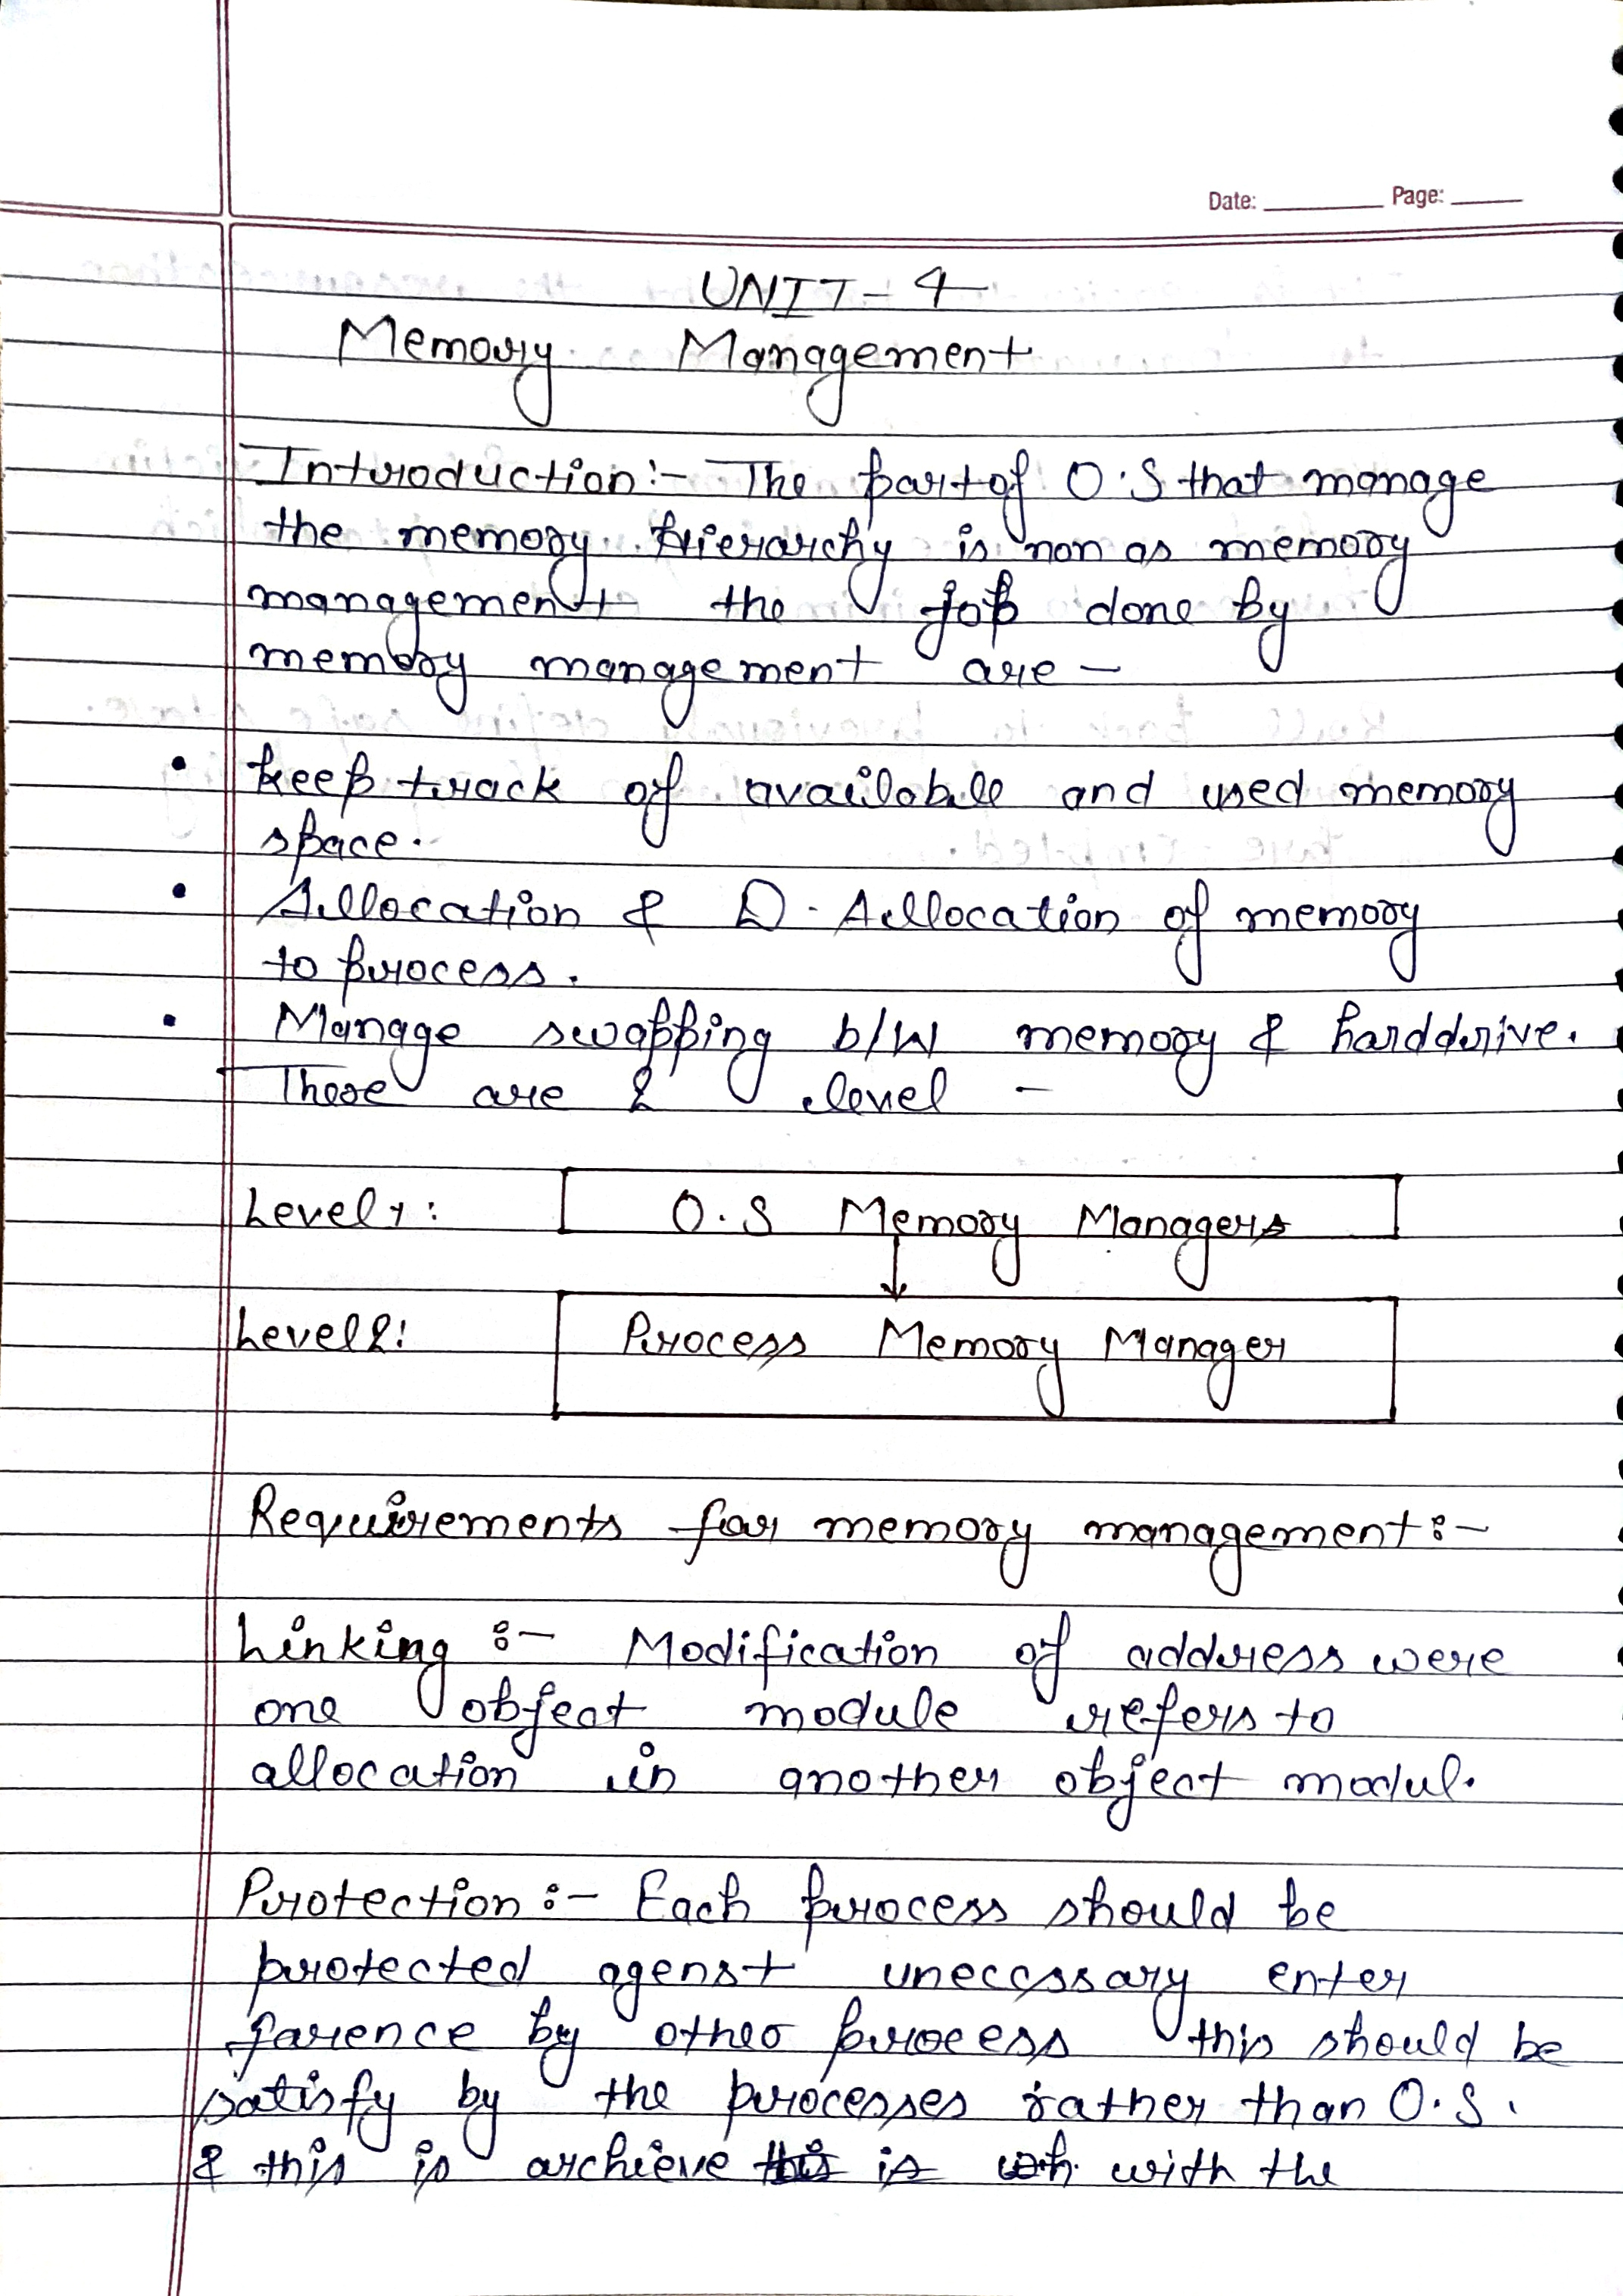 Date: Page:
UNIT-4
Memory Management
Introduction:- The part of O.S that manage
the memory hierarchy is non as memory
management the job done by
memory management are -
• keep track of available and used memory
space.
• Allocation & D-Allocation of memory
to process.
• Manage swapping b/w memory & harddrive.
These are 2 level -
Level 1: O.S Memory Managers
Level 2: Process Memory Manager
Requirements for memory management:-
Linking :- Modification of address were
one object module refers to
allocation in another object modul.
Protection :- Each process should be
protected agenst uneccssary enter
farence by other process this should be
satisfy by the processes rather than O.S.
& this is archieve this is with the